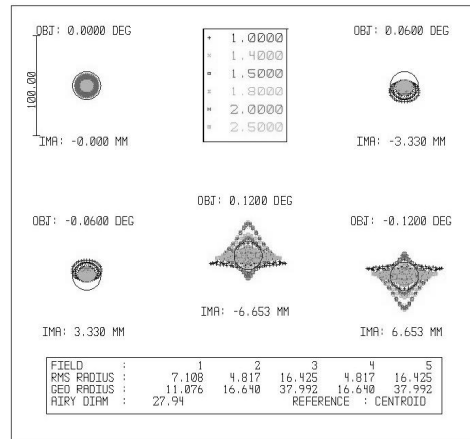 OBJ: 0.0000 DEG
OBJ: 0.0600 DEG
100.00
+ 1.0000
1.4000
1.5000
1.8000
2.0000
2.5000
IMA: -0.000 MM
IMA: -3.330 MM
OBJ: 0.1200 DEG
OBJ: -0.0600 DEG
OBJ: -0.1200 DEG
IMA: -6.653 MM
IMA: 3.330 MM
IMA: 6.653 MM
FIELD : 1 2 3 4 5
RMS RADIUS : 7.108 4.817 16.425 4.817 16.425
GEO RADIUS : 11.076 16.640 37.992 16.640 37.992
AIRY DIAM : 27.94 REFERENCE : CENTROID